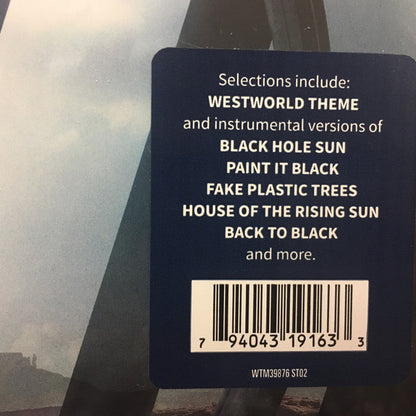 Selections include:
WESTWORLD THEME
and instrumental versions of
BLACK HOLE SUN
PAINT IT BLACK
FAKE PLASTIC TREES
HOUSE OF THE RISING SUN
BACK TO BLACK
and more.
7 94043 19163 3
WTM39876 ST02